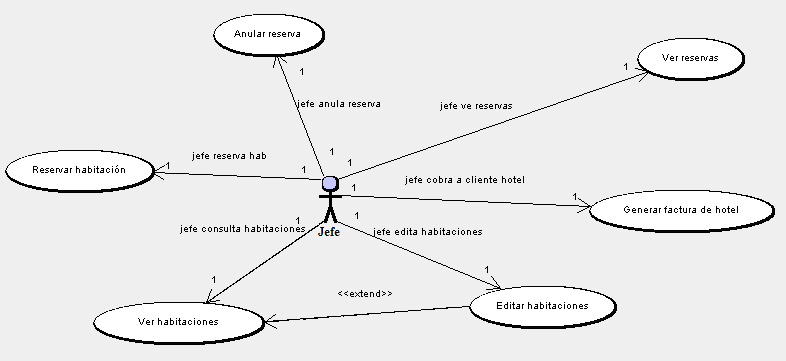 Anular reserva
Ver reservas
1
1
jefe anula reserva
jefe ve reservas
1
jefe reserva hab
1
Reservar habitación
1
1
jefe cobra a cliente hotel
1
1
Generar factura de hotel
1
1
jefe consulta habitaciones
Jefe
jefe edita habitaciones
1
1
<<extend>>
Ver habitaciones
Editar habitaciones